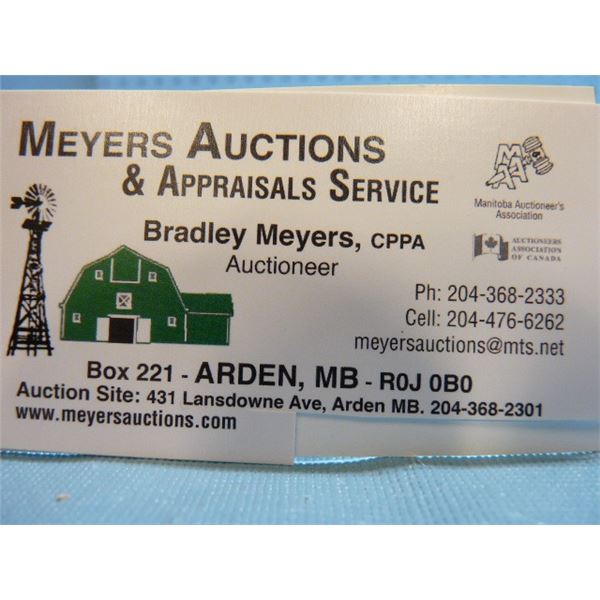 MEYERS AUCTIONS
& APPRAISALS SERVICE
Bradley Meyers, CPPA
Auctioneer
MAA
Manitoba Auctioneer's
Association
AUCTIONEERS
ASSOCIATION
OF CANADA
Ph: 204-368-2333
Cell: 204-476-6262
meyersauctions@mts.net
Box 221 - ARDEN, MB - R0J 0B0
Auction Site: 431 Lansdowne Ave, Arden MB. 204-368-2301
www.meyersauctions.com